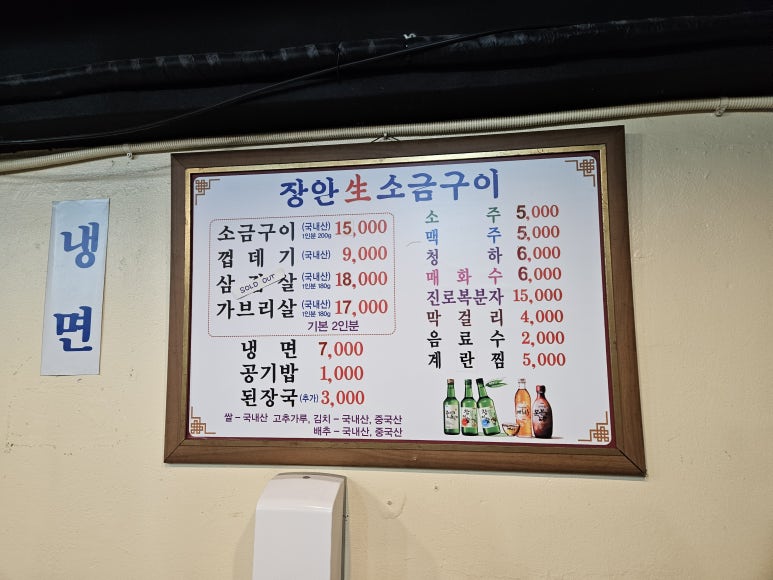 냉면
장안生소금구이
소금구이 (국내산) 1인분 200g 15,000
껍데기 (국내산) 9,000
삼 살 (국내산) 1인분 180g 18,000
SOLD OUT
가브리살 (국내산) 1인분 180g 17,000
기본 2인분
냉면 7,000
공기밥 1,000
된장국 (추가) 3,000
쌀 - 국내산 고추가루, 김치 - 국내산, 중국산
배추 - 국내산, 중국산
소주 5,000
맥주 5,000
청하 6,000
매화수 6,000
진로복분자 15,000
막걸리 4,000
음료수 2,000
계란찜 5,000